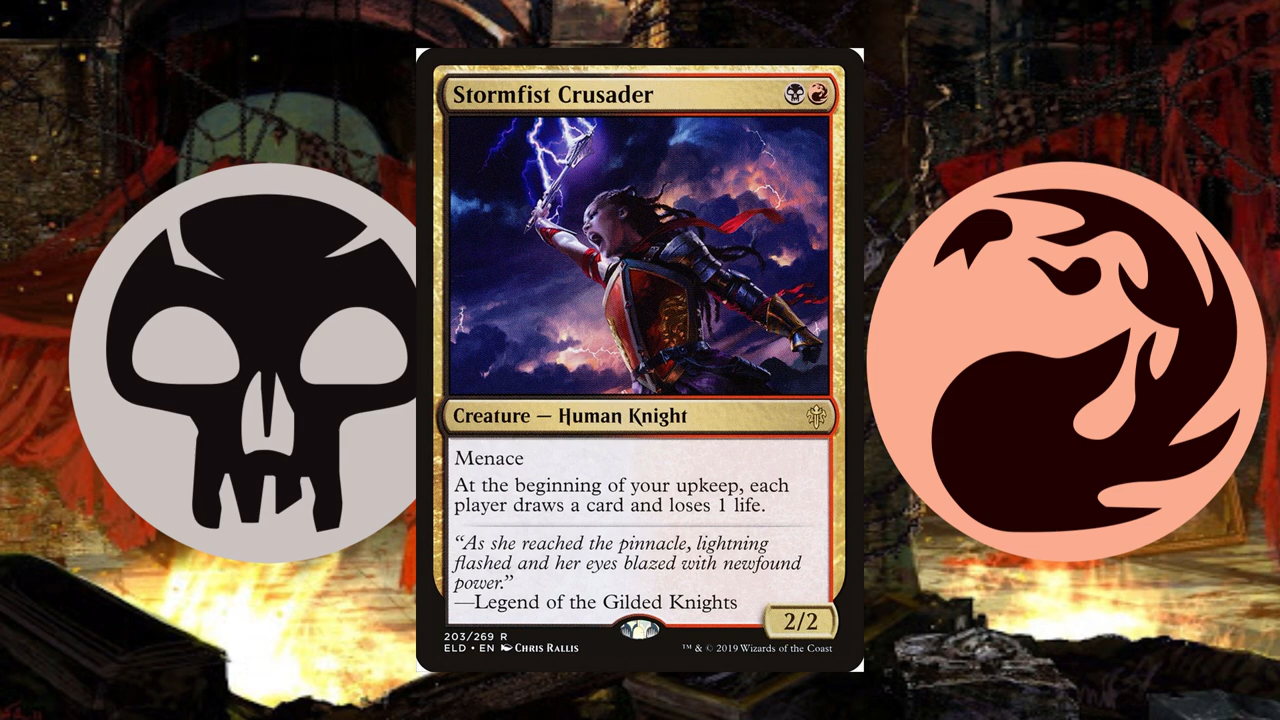 Stormfist Crusader
Creature — Human Knight
Menace
At the beginning of your upkeep, each
player draws a card and loses 1 life.
“As she reached the pinnacle, lightning
flashed and her eyes blazed with newfound
power.”
—Legend of the Gilded Knights
2/2
203/269 R
ELD • EN Chris Rallis
™ & © 2019 Wizards of the Coast